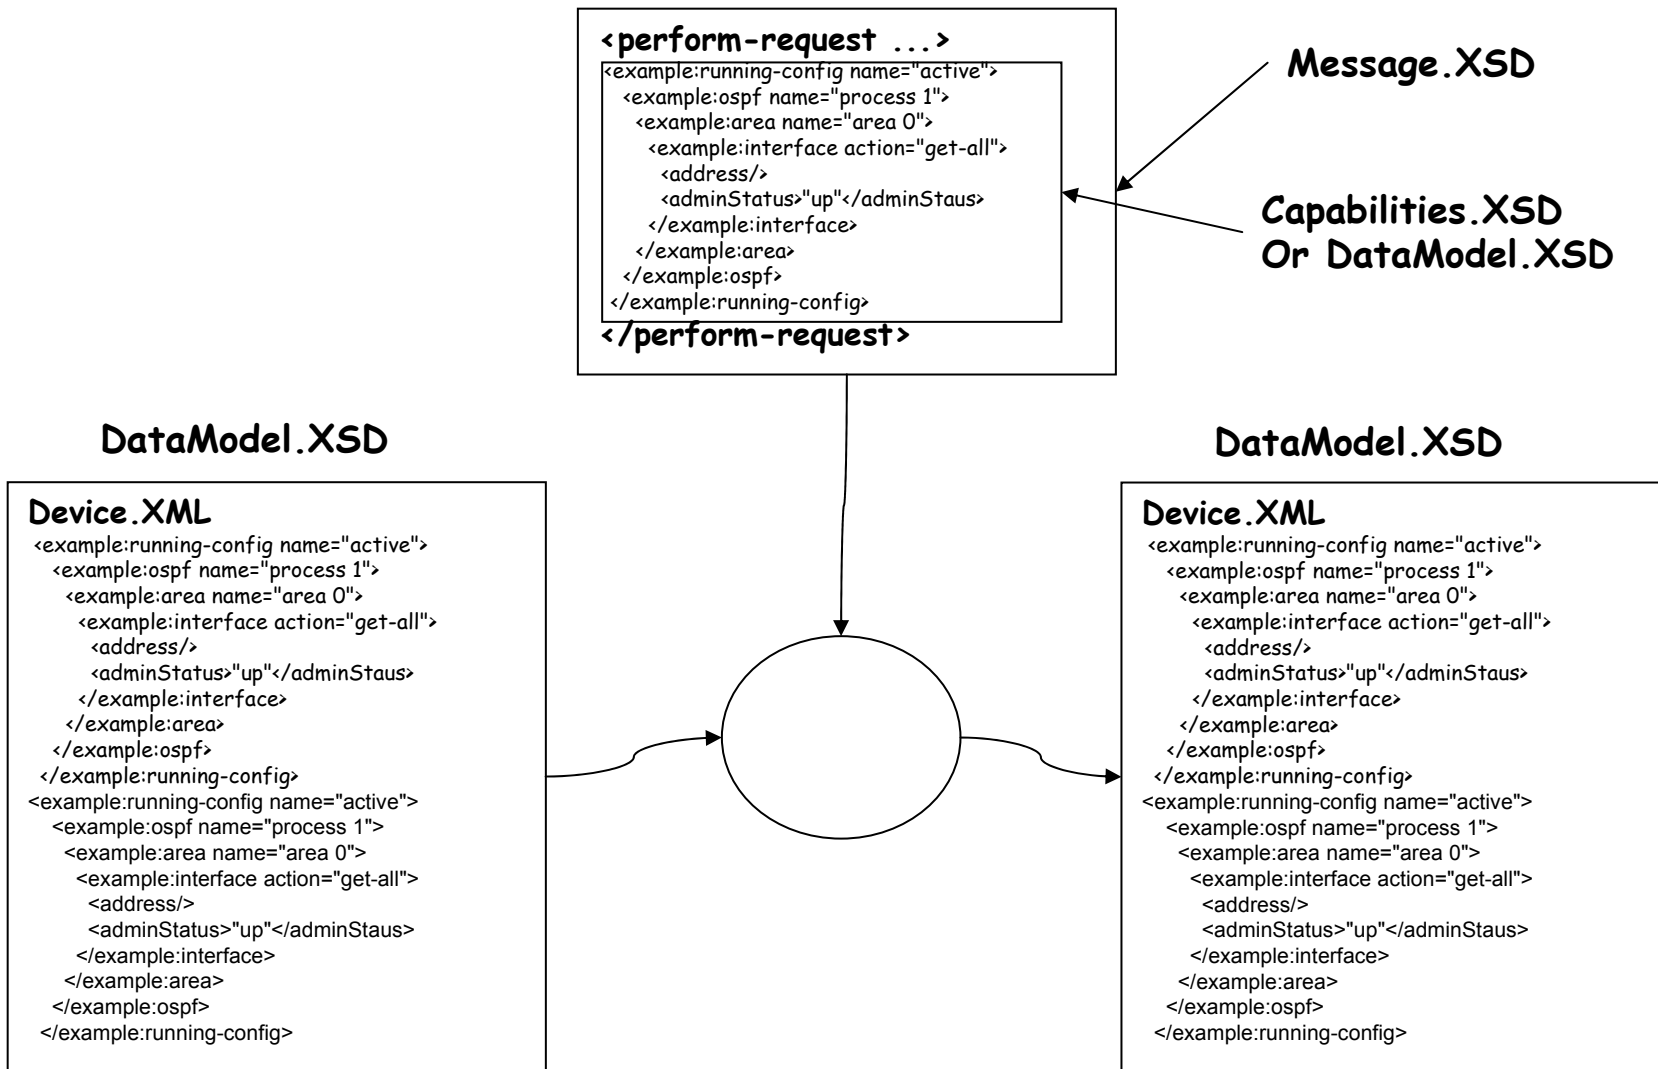 <perform-request ...>
<example:running-config name="active">
<example:ospf name="process 1">
<example:area name="area 0">
<example:interface action="get-all">
<address/>
<adminStatus>"up"</adminStaus>
</example:interface>
</example:area>
</example:ospf>
</example:running-config>
</perform-request>
Message.XSD
Capabilities.XSD
Or DataModel.XSD
DataModel.XSD
Device.XML
<example:running-config name="active">
<example:ospf name="process 1">
<example:area name="area 0">
<example:interface action="get-all">
<address/>
<adminStatus>"up"</adminStaus>
</example:interface>
</example:area>
</example:ospf>
</example:running-config>
<example:running-config name="active">
<example:ospf name="process 1">
<example:area name="area 0">
<example:interface action="get-all">
<address/>
<adminStatus>"up"</adminStaus>
</example:interface>
</example:area>
</example:ospf>
</example:running-config>
DataModel.XSD
Device.XML
<example:running-config name="active">
<example:ospf name="process 1">
<example:area name="area 0">
<example:interface action="get-all">
<address/>
<adminStatus>"up"</adminStaus>
</example:interface>
</example:area>
</example:ospf>
</example:running-config>
<example:running-config name="active">
<example:ospf name="process 1">
<example:area name="area 0">
<example:interface action="get-all">
<address/>
<adminStatus>"up"</adminStaus>
</example:interface>
</example:area>
</example:ospf>
</example:running-config>